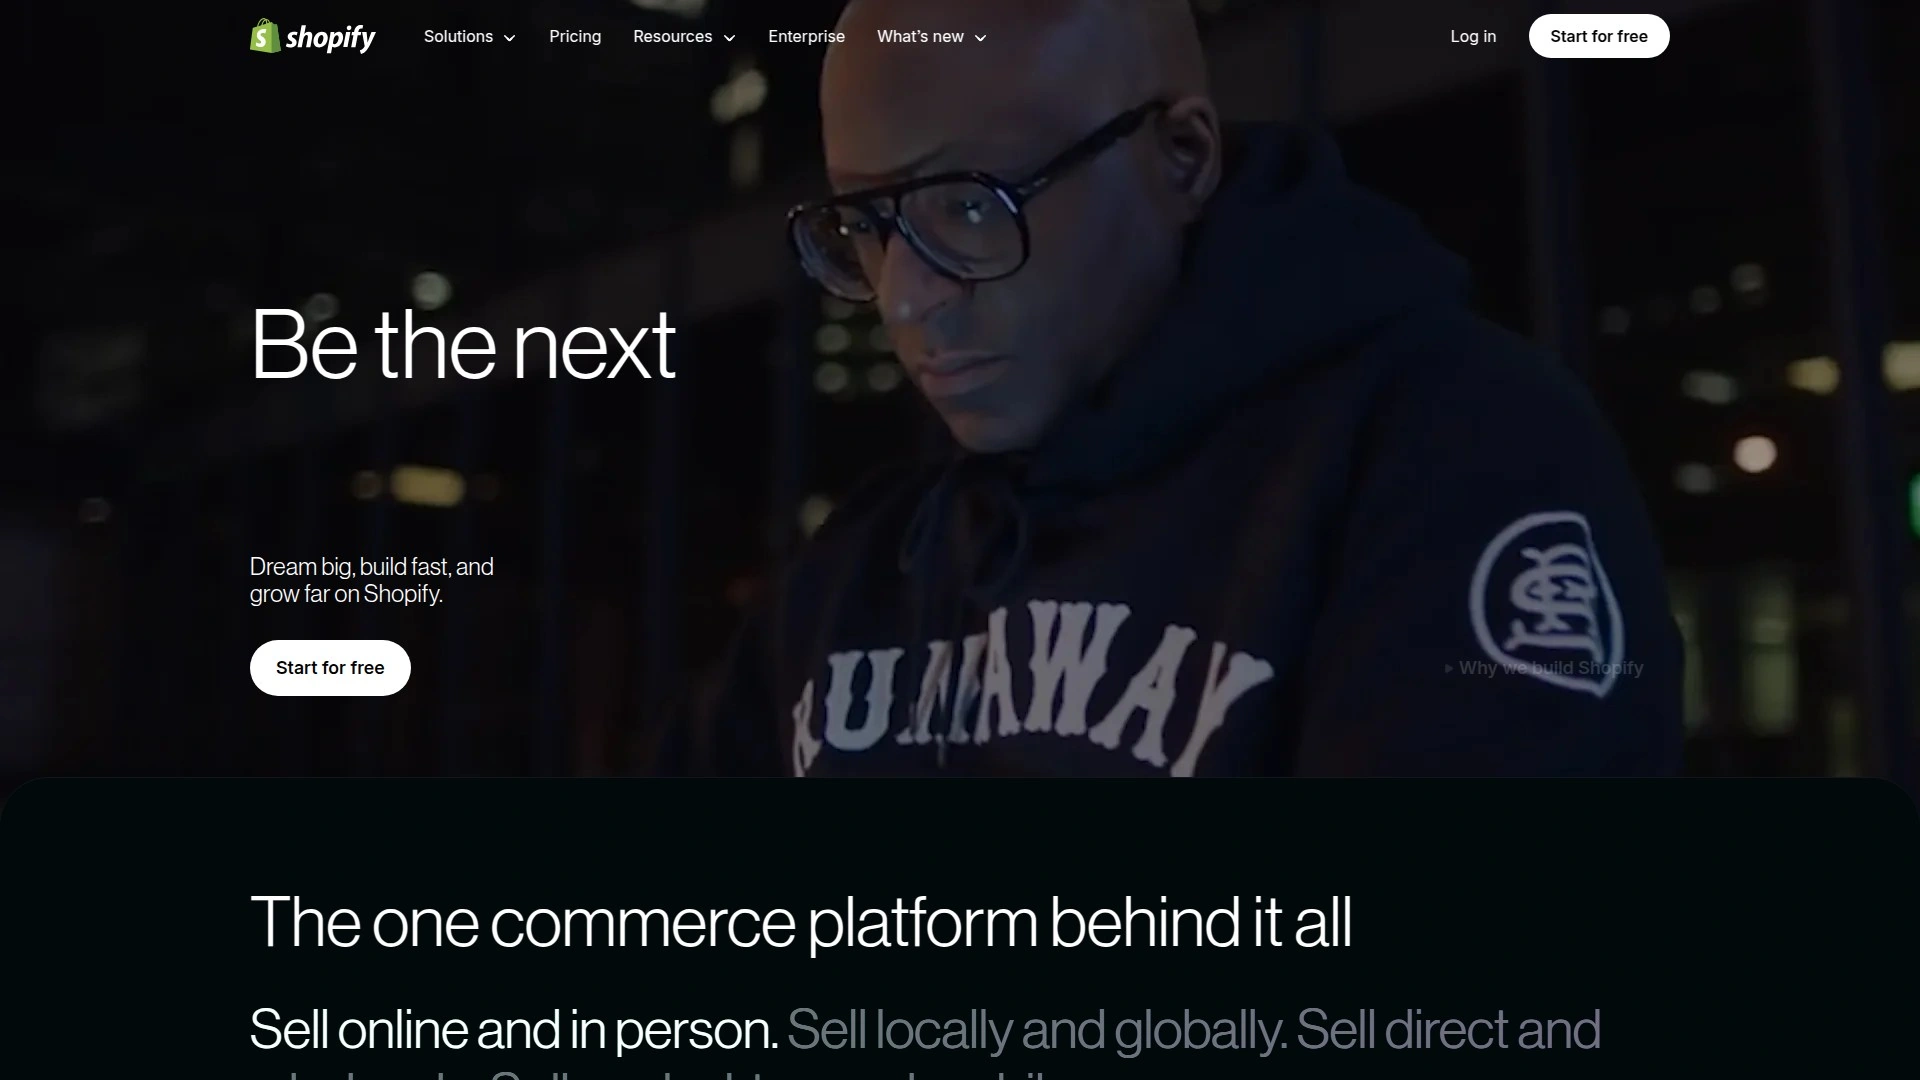 shopify
Solutions
Pricing
Resources
Enterprise
What's new
Log in
Start for free
Be the next
Dream big, build fast, and
grow far on Shopify.
Start for free
Why we build Shopify
RUNAWAY
The one commerce platform behind it all
Sell online and in person. Sell locally and globally. Sell direct and